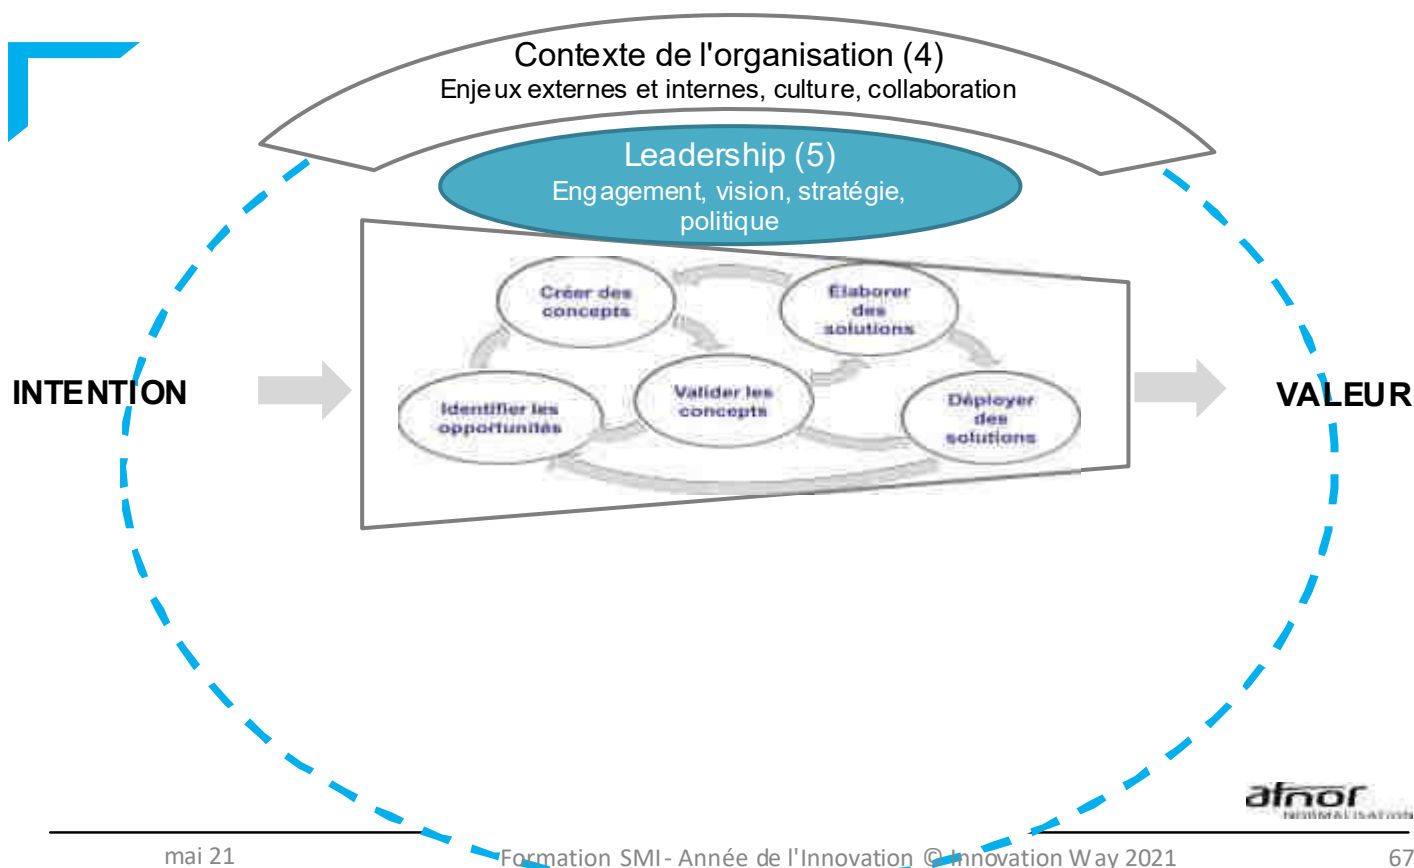 Contexte de l'organisation (4)
Enjeux externes et internes, culture, collaboration
Leadership (5)
Engagement, vision, stratégie,
politique
Créer des
concepts
Élaborer
des
solutions
INTENTION
Identifier les
opportunités
Valider les
concepts
Déployer
des
solutions
VALEUR
afnor
NORMALISATION
mai 21
Formation SMI - Année de l'Innovation © Innovation Way 2021
67